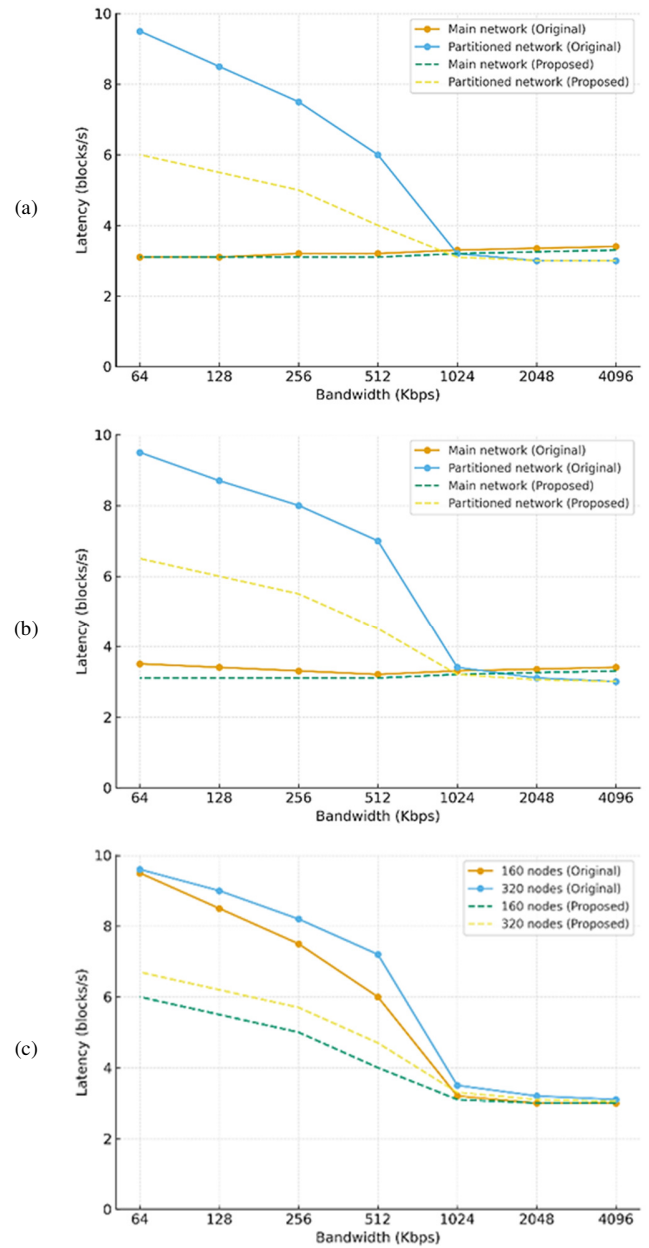 (a)
10
8
6
4
2
0
Latency (blocks/s)
Main network (Original)
Partitioned network (Original)
Main network (Proposed)
Partitioned network (Proposed)
64 128 256 512 1024 2048 4096
Bandwidth (Kbps)
(b)
10
8
6
4
2
0
Latency (blocks/s)
Main network (Original)
Partitioned network (Original)
Main network (Proposed)
Partitioned network (Proposed)
64 128 256 512 1024 2048 4096
Bandwidth (Kbps)
(c)
10
8
6
4
2
0
Latency (blocks/s)
160 nodes (Original)
320 nodes (Original)
160 nodes (Proposed)
320 nodes (Proposed)
64 128 256 512 1024 2048 4096
Bandwidth (Kbps)